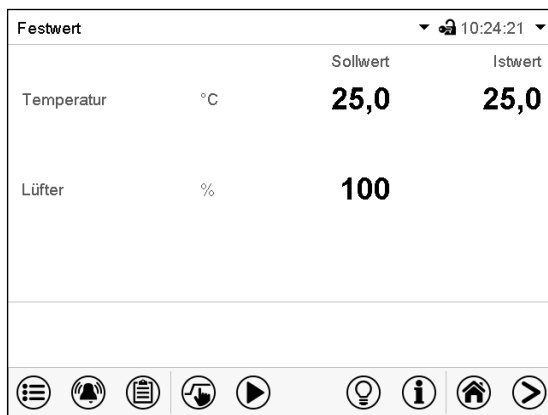 Festwert 10:24:21
Sollwert Istwert
Temperatur °C 25,0 25,0
Lüfter % 100